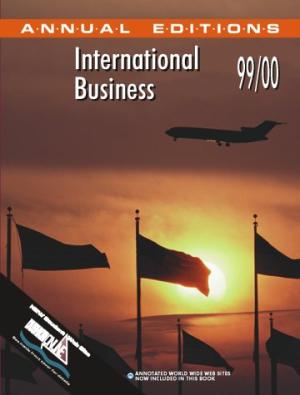 ANNUAL EDITIONS
International
Business
99/00
ANNOTATED WORLD WIDE WEB SITES
NOW INCLUDED IN THIS BOOK